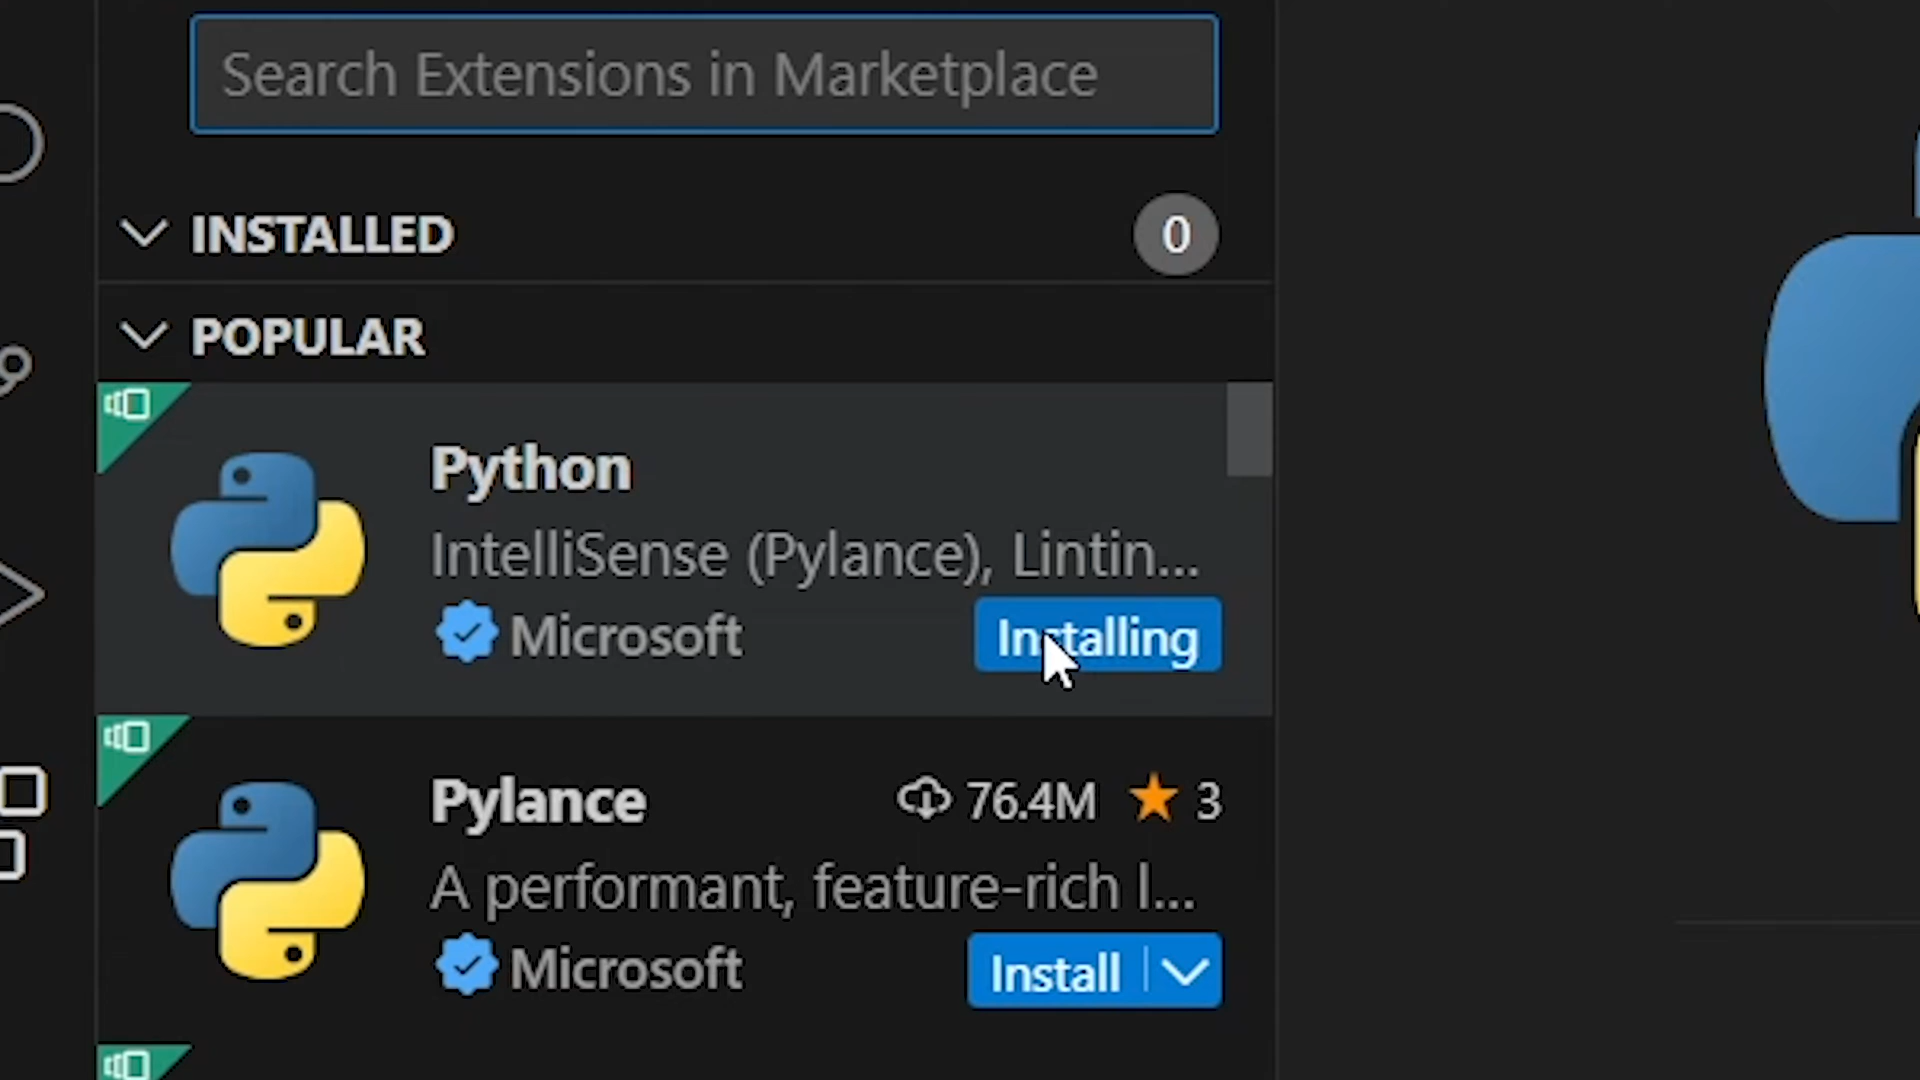 Search Extensions in Marketplace
INSTALLED 0
POPULAR
Python
IntelliSense (Pylance), Lintin...
Microsoft Installing
Pylance 76.4M 3
A performant, feature-rich l...
Microsoft Install